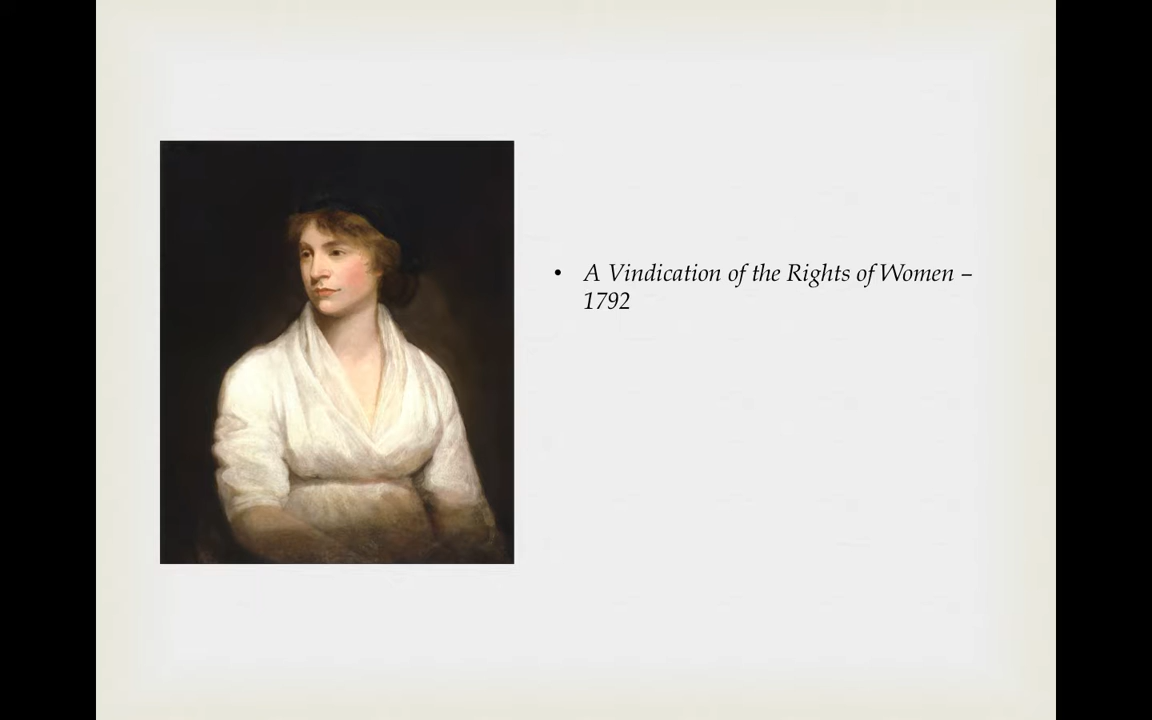 • A Vindication of the Rights of Women –
1792